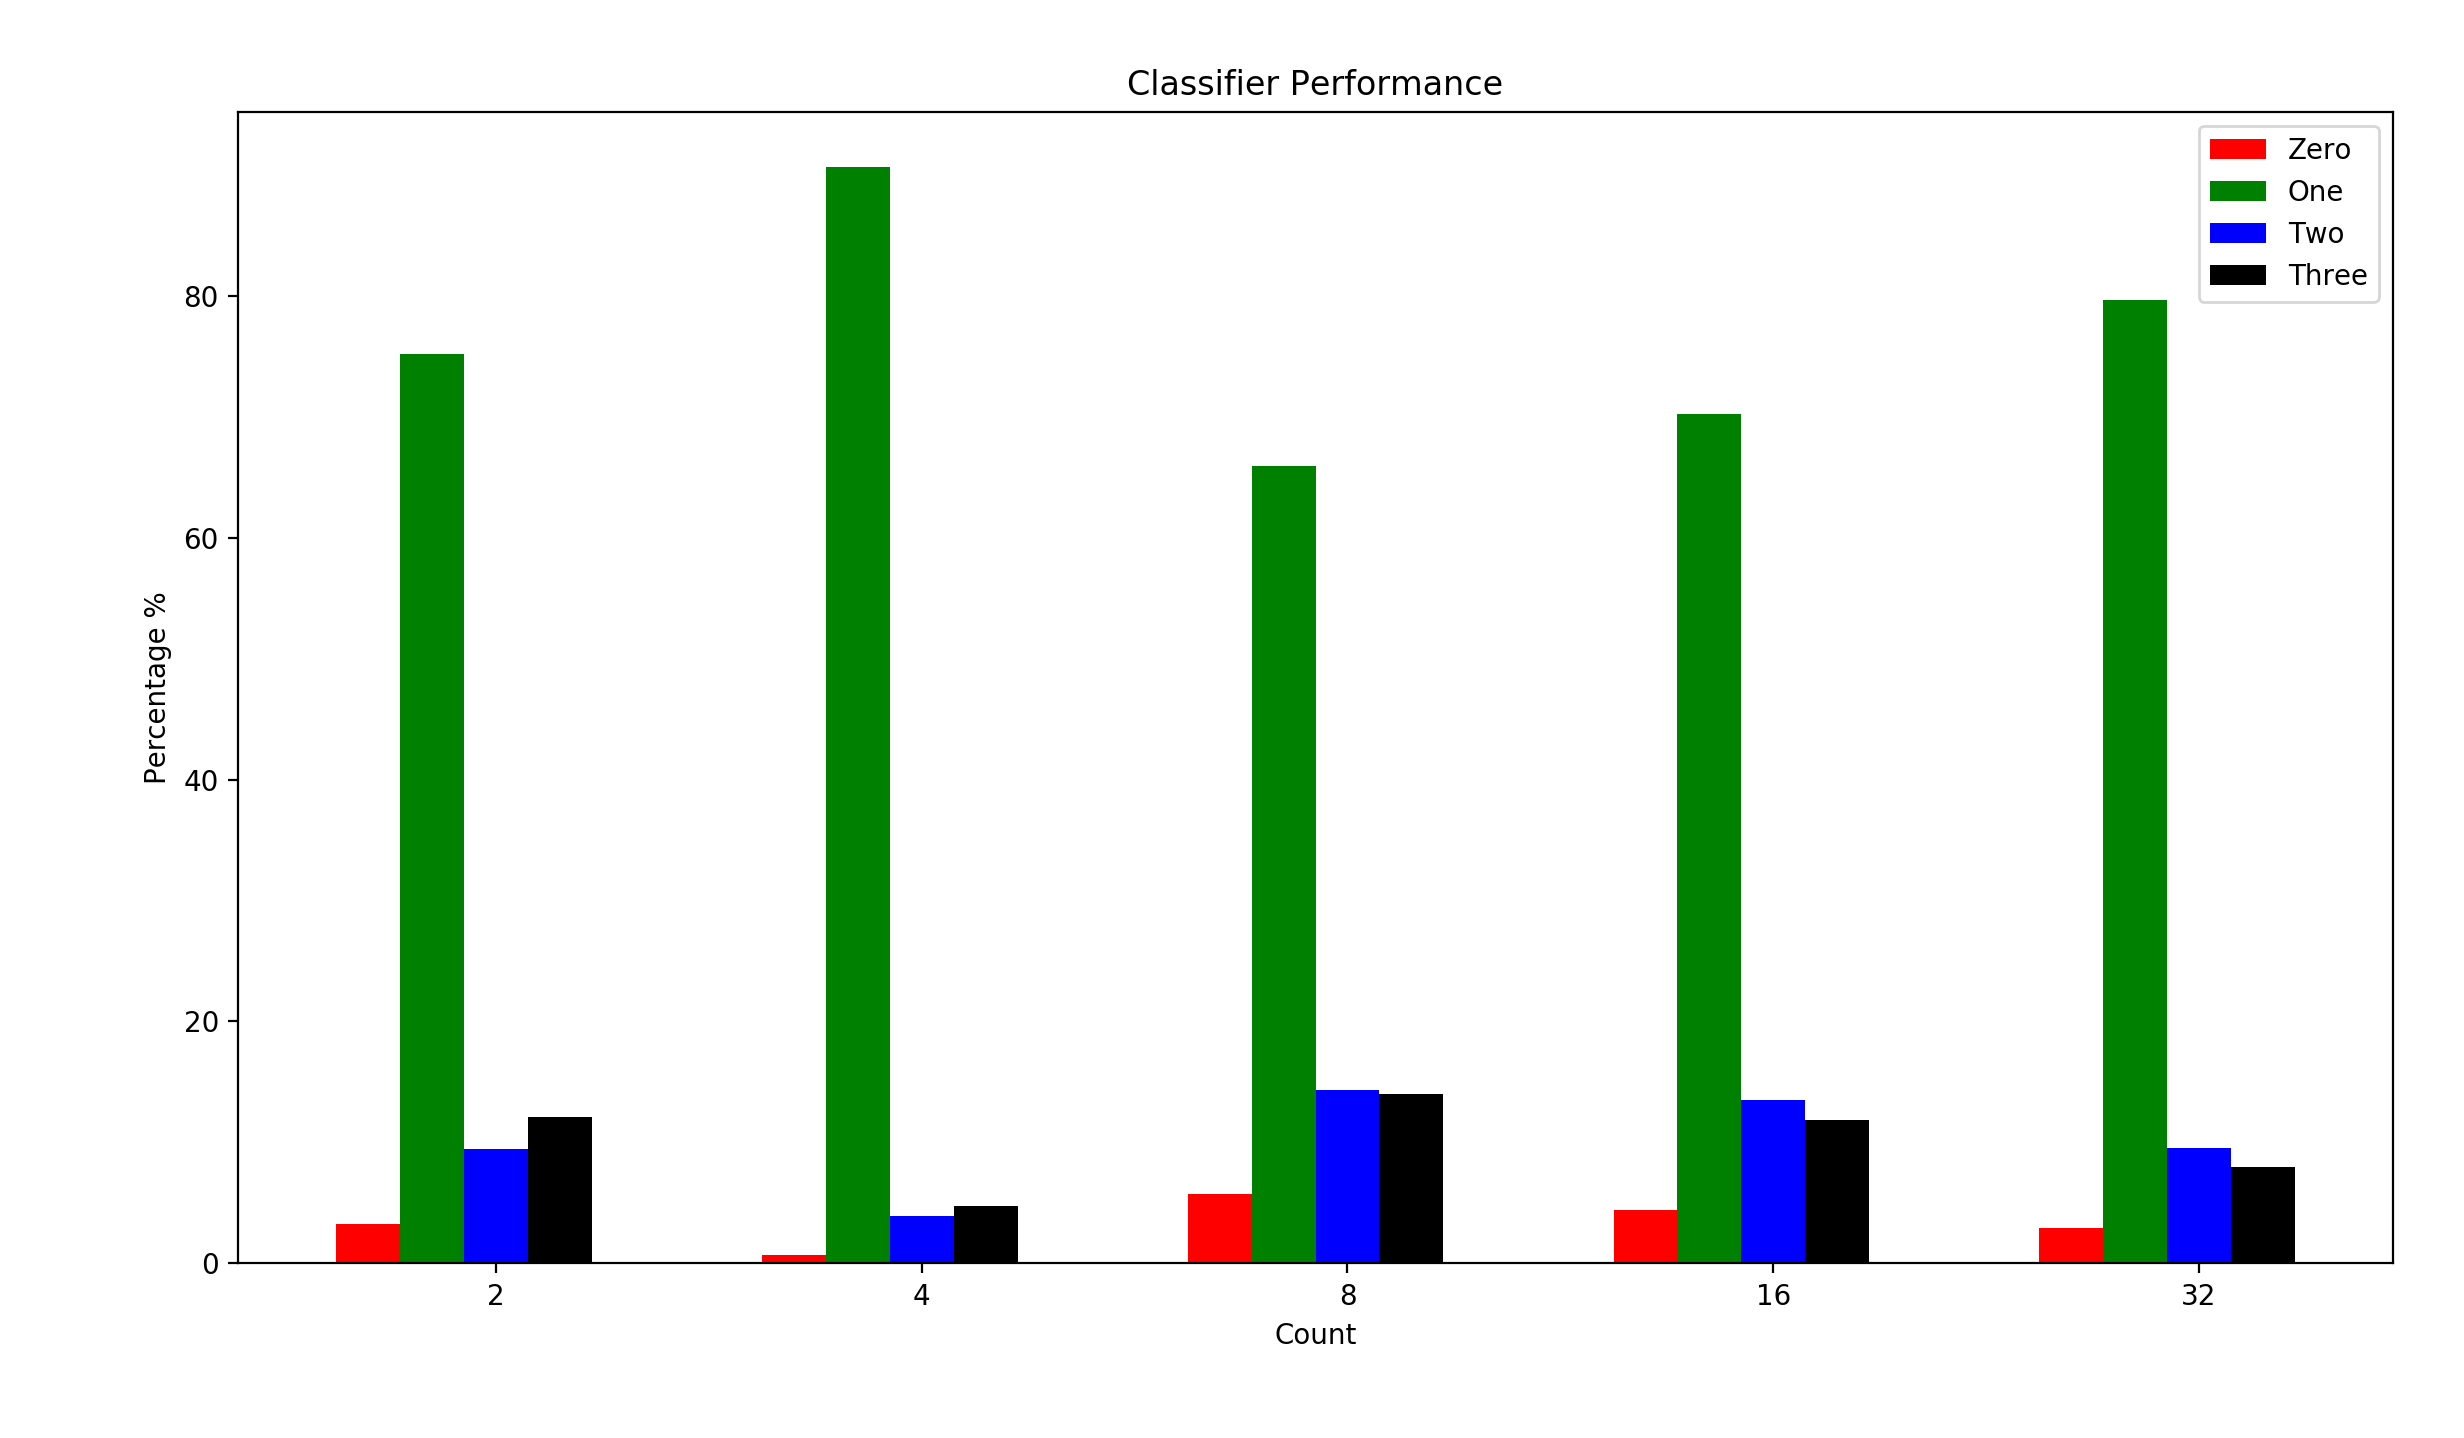 Classifier Performance
Zero
One
Two
Three
80
60
40
20
0
Percentage %
2
4
8
16
32
Count